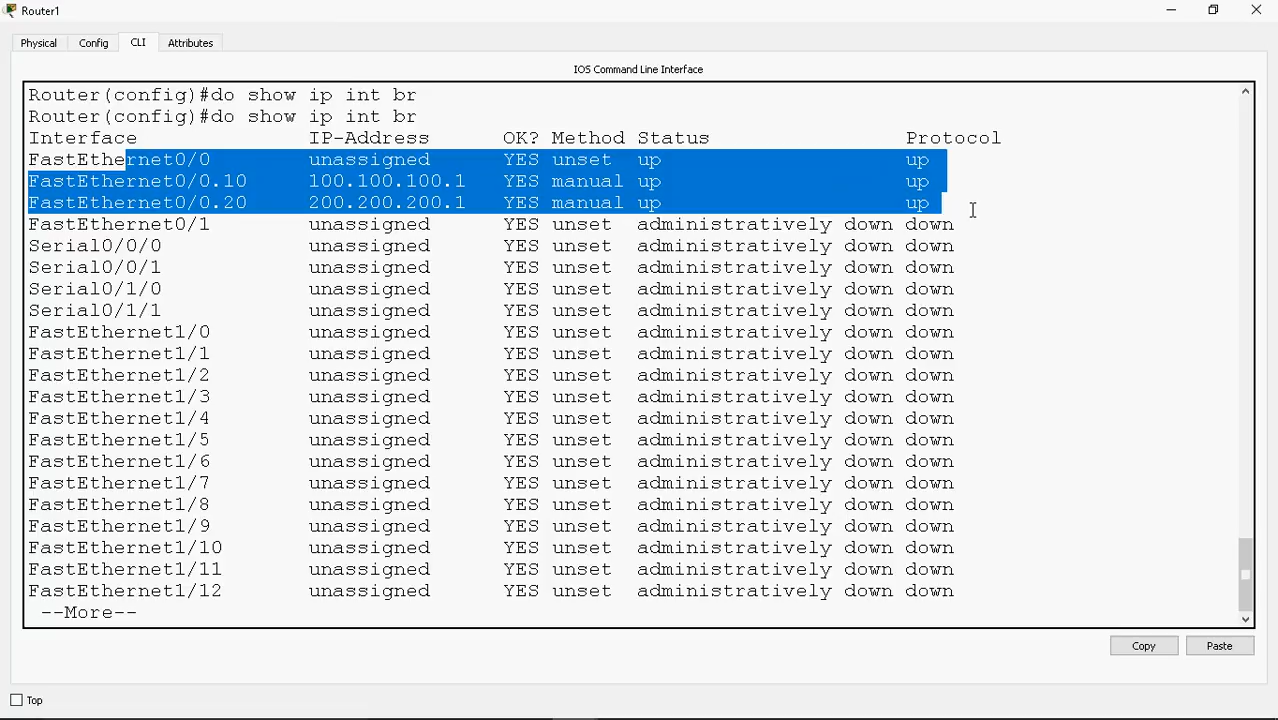 Router1
Physical Config CLI Attributes
IOS Command Line Interface
Router(config)#do show ip int br
Router(config)#do show ip int br
Interface IP-Address OK? Method Status Protocol
FastEthernet0/0 unassigned YES unset up up
FastEthernet0/0.10 100.100.100.1 YES manual up up
FastEthernet0/0.20 200.200.200.1 YES manual up up
FastEthernet0/1 unassigned YES unset administratively down down
Serial0/0/0 unassigned YES unset administratively down down
Serial0/0/1 unassigned YES unset administratively down down
Serial0/1/0 unassigned YES unset administratively down down
Serial0/1/1 unassigned YES unset administratively down down
FastEthernet1/0 unassigned YES unset administratively down down
FastEthernet1/1 unassigned YES unset administratively down down
FastEthernet1/2 unassigned YES unset administratively down down
FastEthernet1/3 unassigned YES unset administratively down down
FastEthernet1/4 unassigned YES unset administratively down down
FastEthernet1/5 unassigned YES unset administratively down down
FastEthernet1/6 unassigned YES unset administratively down down
FastEthernet1/7 unassigned YES unset administratively down down
FastEthernet1/8 unassigned YES unset administratively down down
FastEthernet1/9 unassigned YES unset administratively down down
FastEthernet1/10 unassigned YES unset administratively down down
FastEthernet1/11 unassigned YES unset administratively down down
FastEthernet1/12 unassigned YES unset administratively down down
--More--
Copy Paste
Top